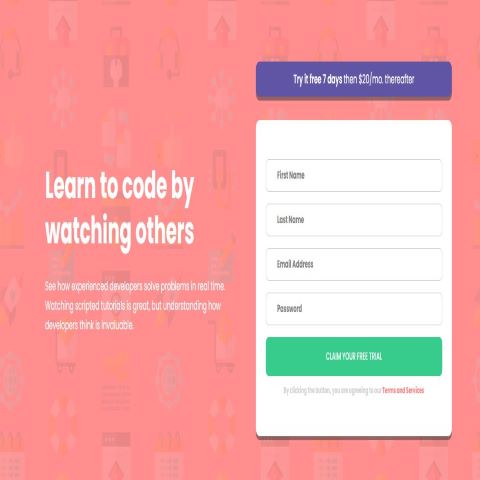 Learn to code by
watching others
See how experienced developers solve problems in real time.
Watching scripted tutorials is great, but understanding how
developers think is invaluable.
Try it free 7 days then $20/mo. thereafter
First Name
Last Name
Email Address
Password
CLAIM YOUR FREE TRIAL
By clicking the button, you are agreeing to our Terms and Services